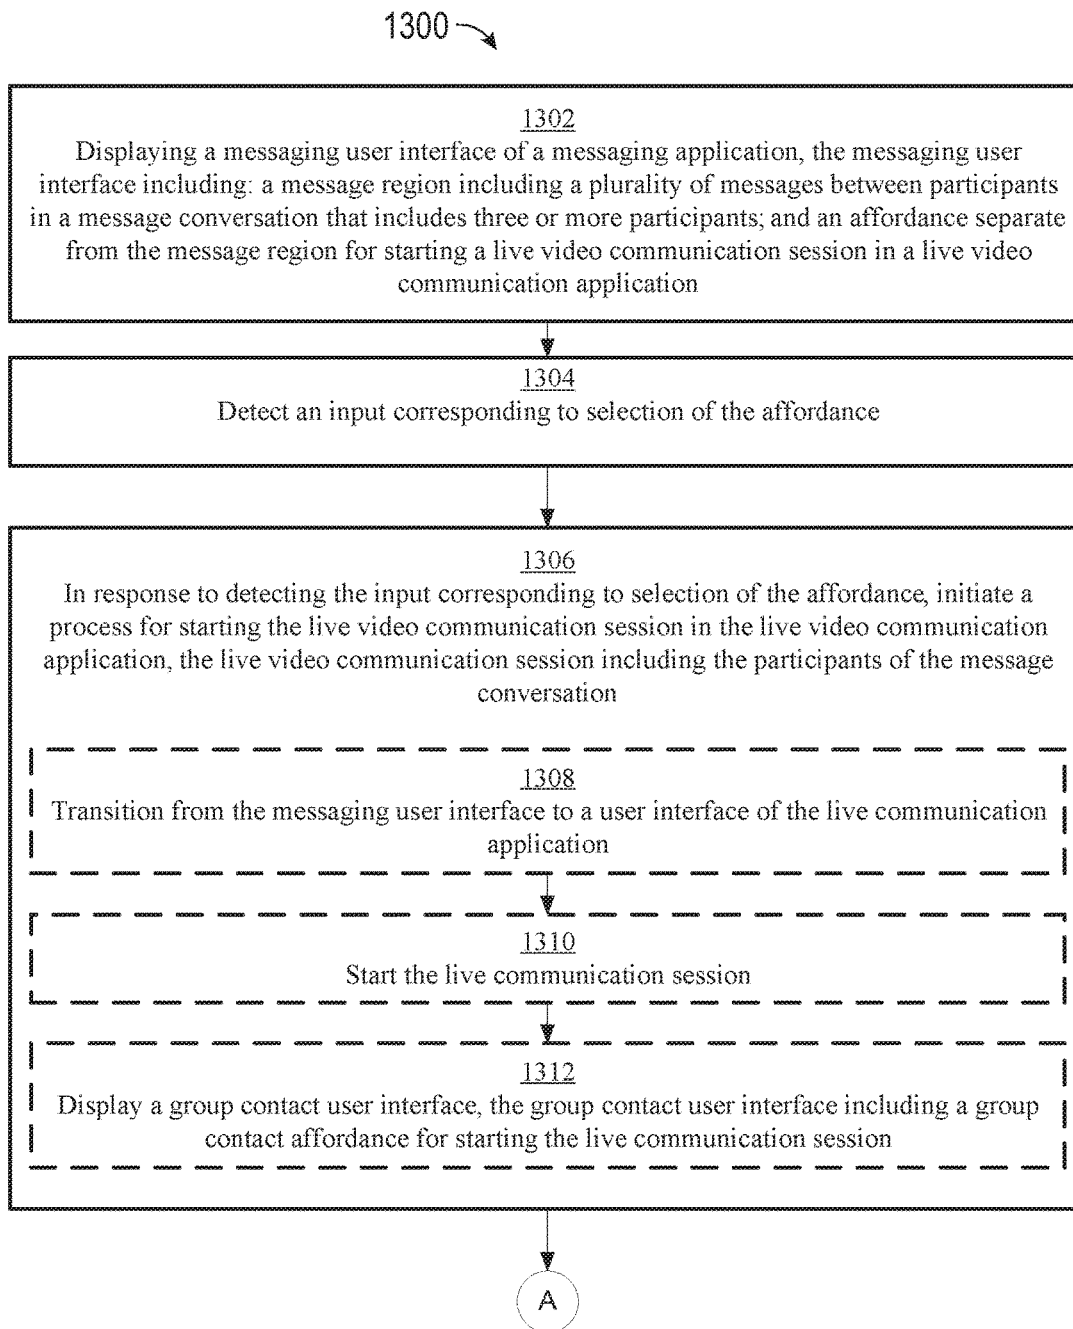 1300
1302
Displaying a messaging user interface of a messaging application, the messaging user
interface including: a message region including a plurality of messages between participants
in a message conversation that includes three or more participants; and an affordance separate
from the message region for starting a live video communication session in a live video
communication application
1304
Detect an input corresponding to selection of the affordance
1306
In response to detecting the input corresponding to selection of the affordance, initiate a
process for starting the live video communication session in the live video communication
application, the live video communication session including the participants of the message
conversation
1308
Transition from the messaging user interface to a user interface of the live communication
application
1310
Start the live communication session
1312
Display a group contact user interface, the group contact user interface including a group
contact affordance for starting the live communication session
A